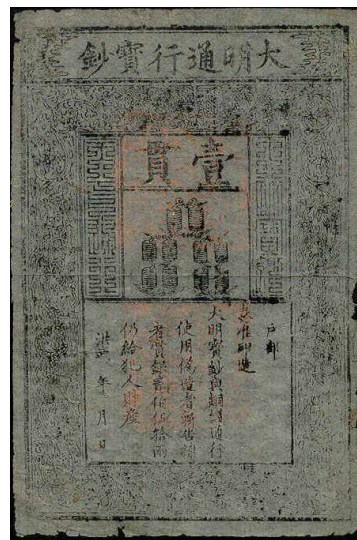 大明通行寶鈔
壹貫
户部
奏准印造
大明寶鈔與銅錢通行
使用偽造者斬告捕
者賞銀貳伯伍拾兩
仍給犯人財產
洪武 年 月 日